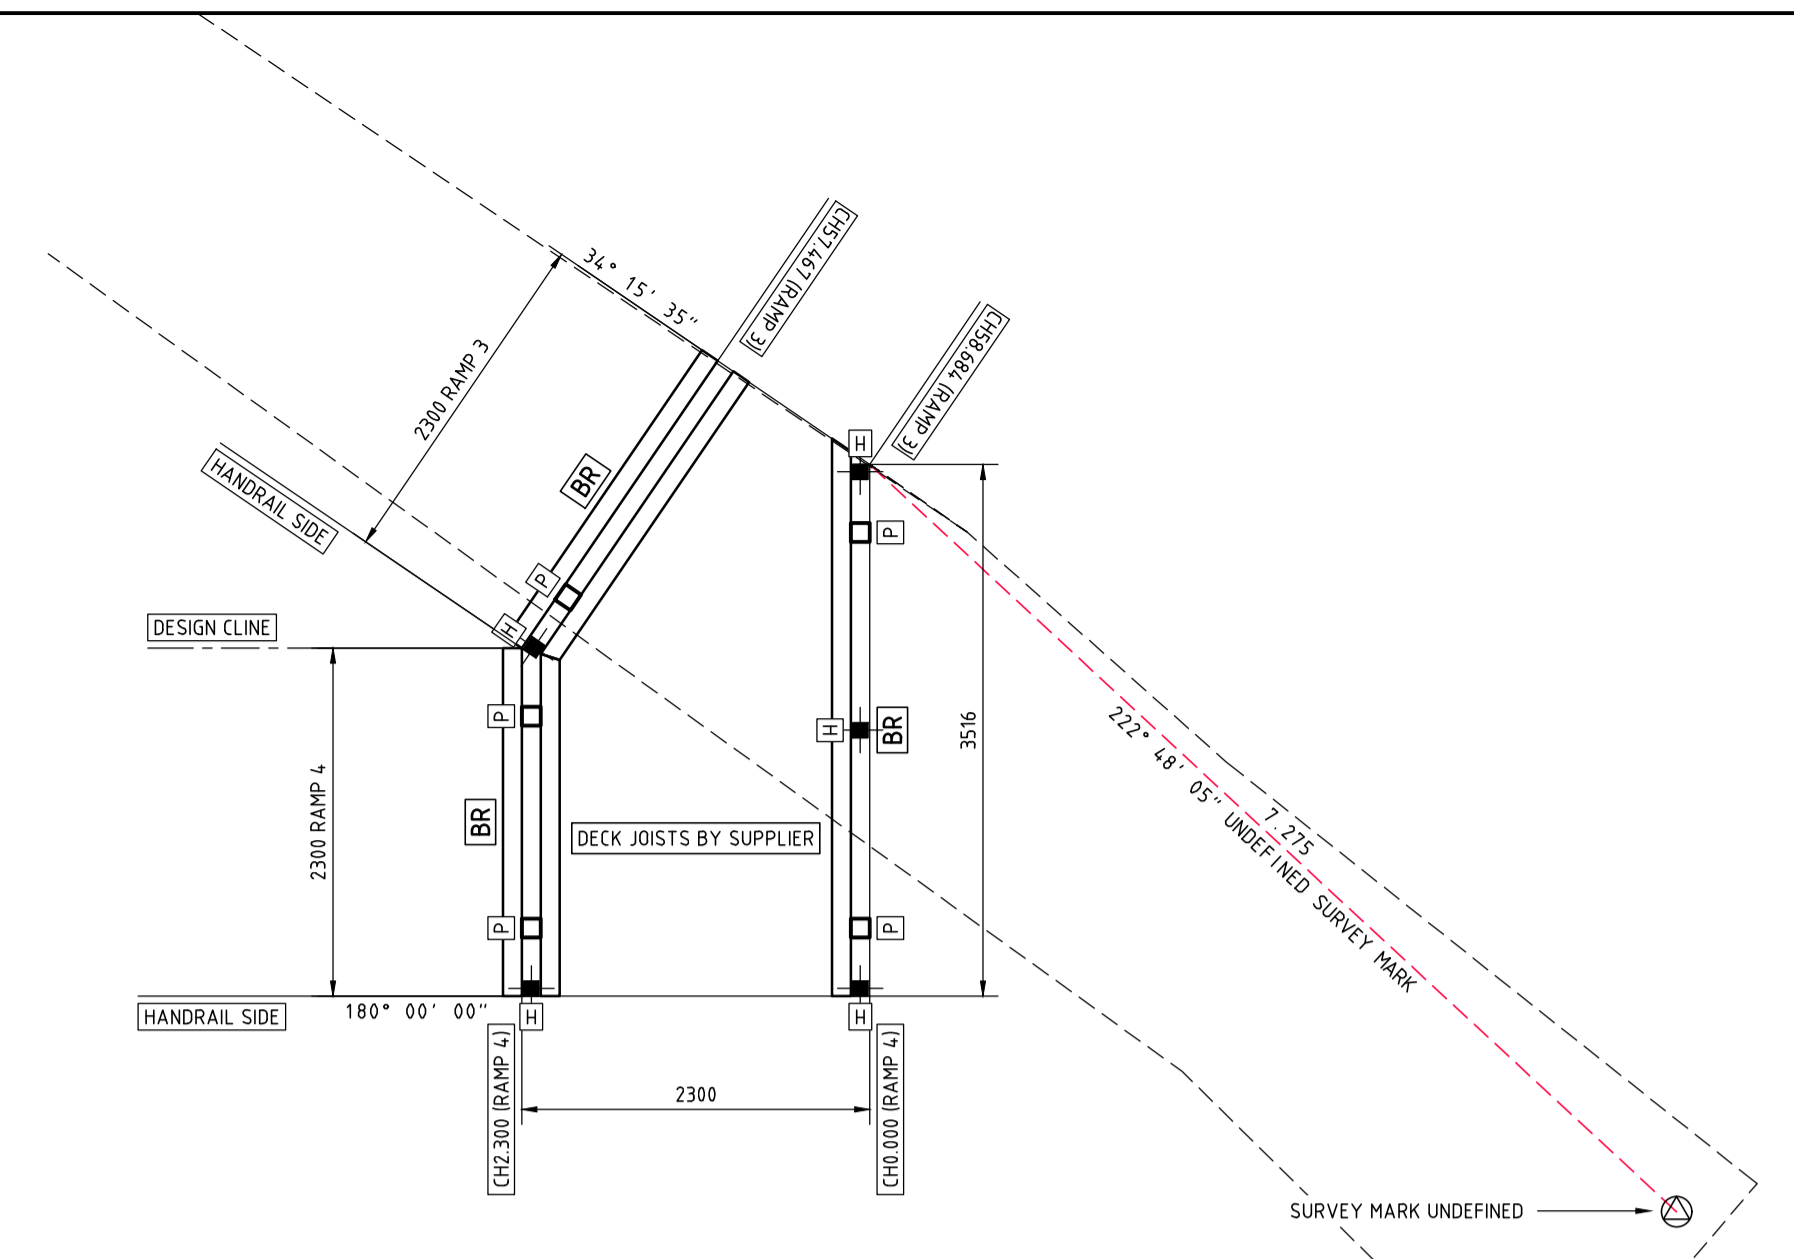 34° 15' 35"
CH57.467 (RAMP 3)
CH58.684 (RAMP 3)
2300 RAMP 3
HANDRAIL SIDE
BR
H
P
P
H
DESIGN CLINE
P
2300 RAMP 4
BR
H
BR
3516
DECK JOISTS BY SUPPLIER
222° 48' 05" UNDEFINED SURVEY MARK
7.275
P
P
HANDRAIL SIDE
180° 00' 00"
H
H
CH2.300 (RAMP 4)
2300
CH0.000 (RAMP 4)
SURVEY MARK UNDEFINED